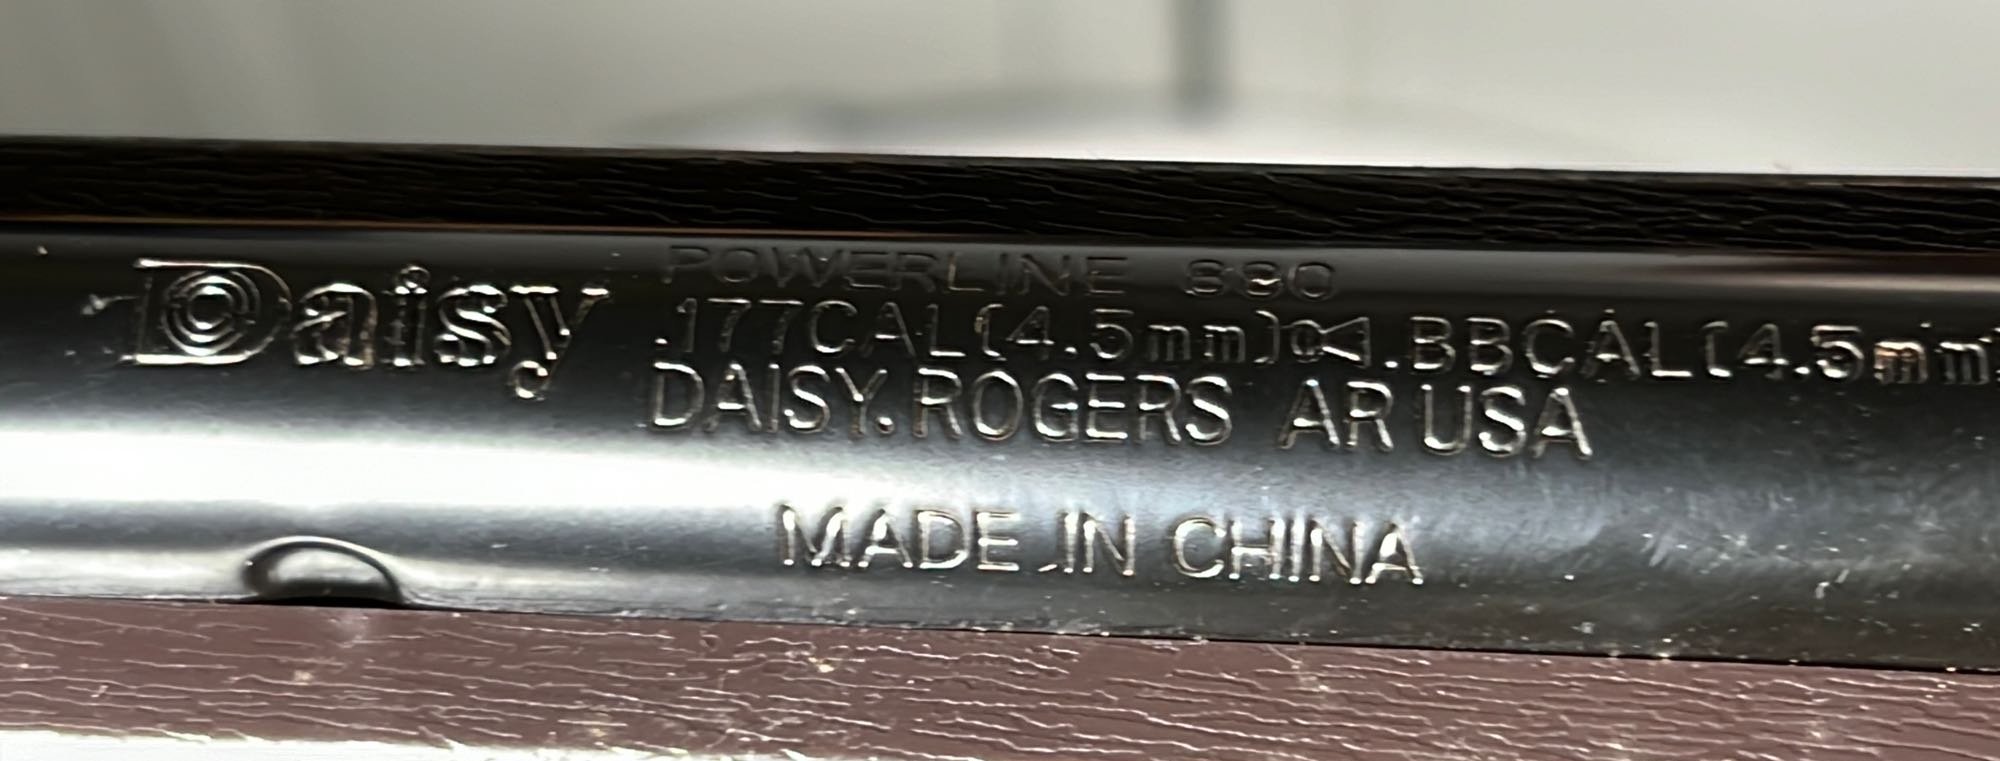 Daisy
POWERLINE 880
.177CAL(4.5mm) .BBCAL(4.5mm)
DAISY.ROGERS AR USA
MADE IN CHINA